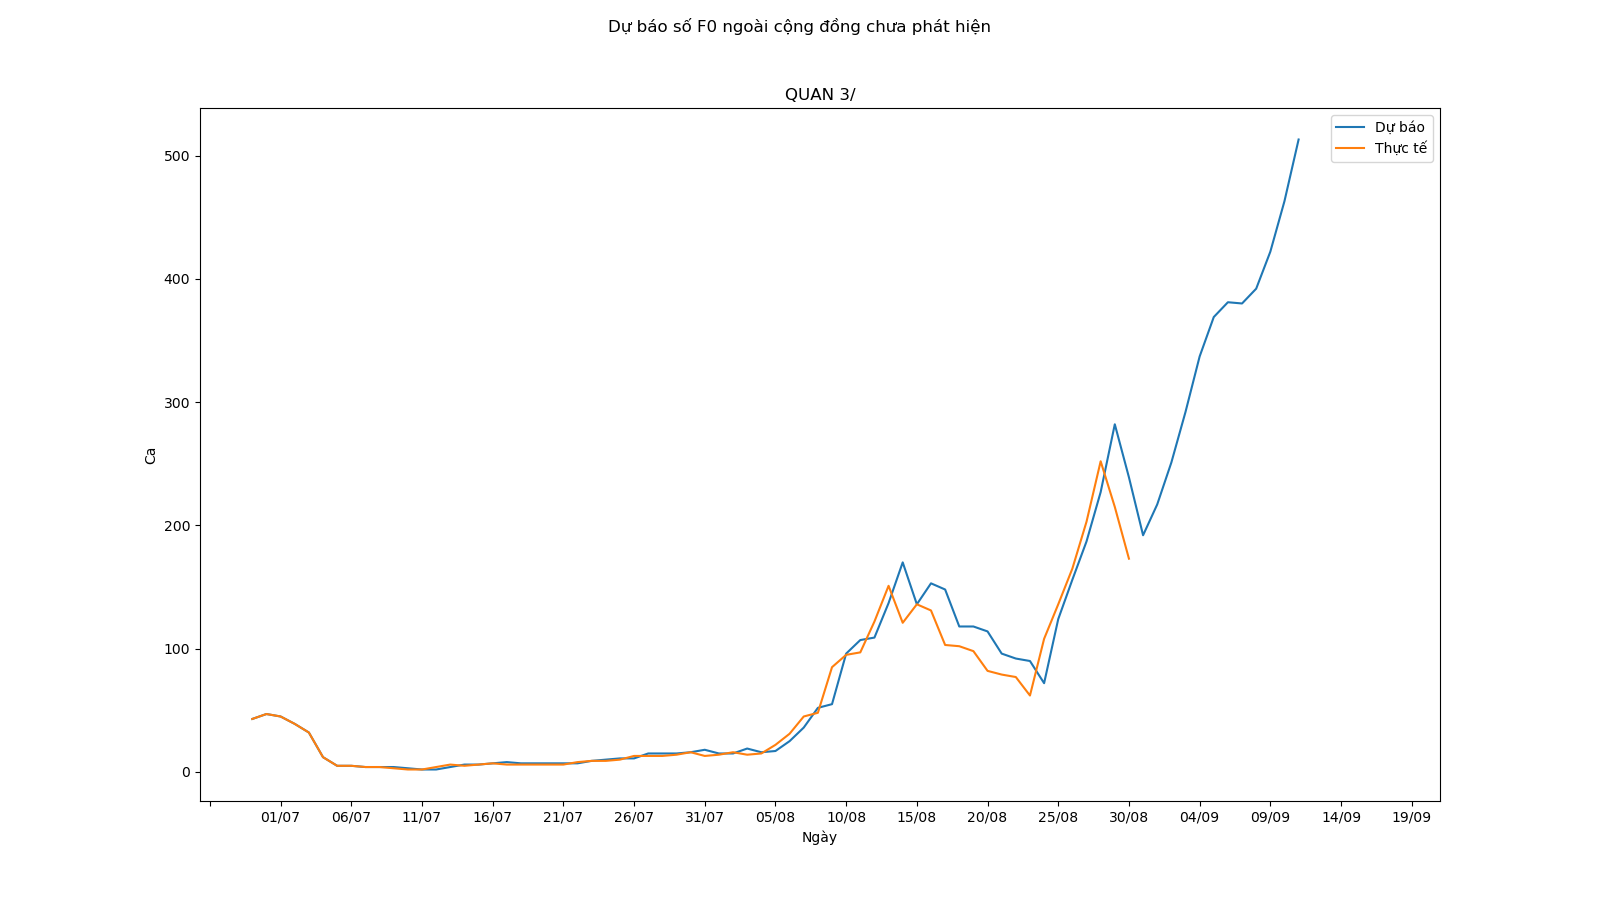 Dự báo số F0 ngoài cộng đồng chưa phát hiện
QUAN 3/
Dự báo
Thực tế
500
400
300
200
100
0
Ca
01/07 06/07 11/07 16/07 21/07 26/07 31/07 05/08 10/08 15/08 20/08 25/08 30/08 04/09 09/09 14/09 19/09
Ngày